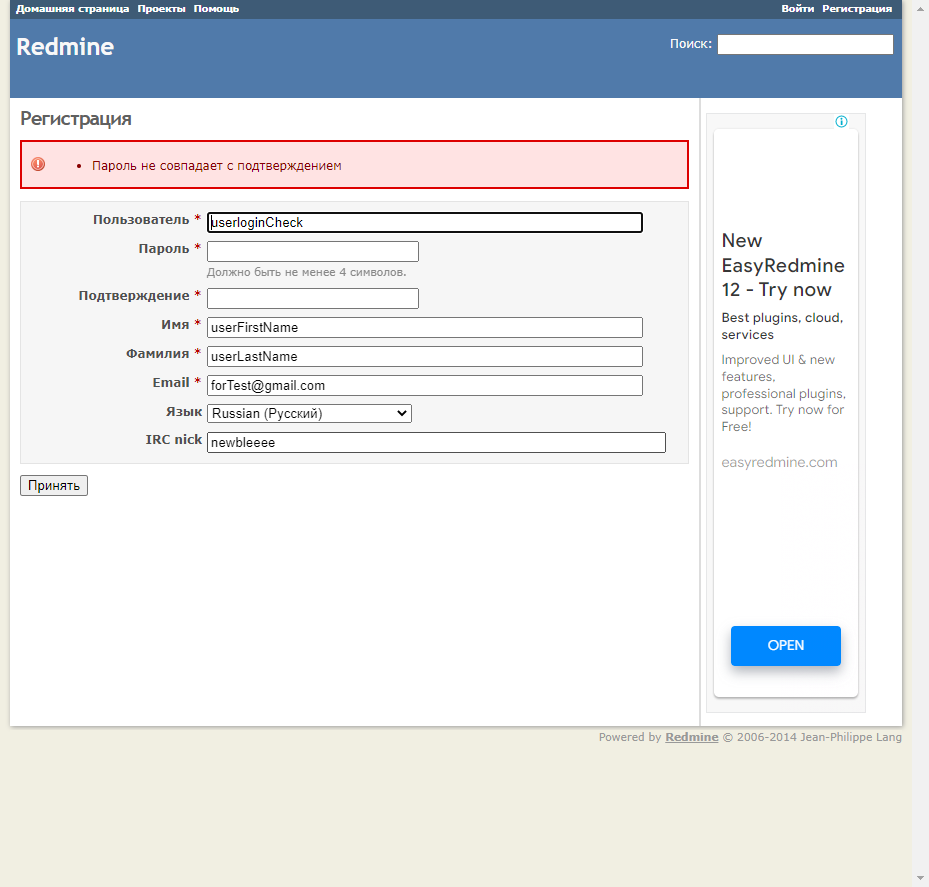 Домашняя страница Проекты Помощь Войти Регистрация
Redmine
Поиск:
Регистрация
Пароль не совпадает с подтверждением
Пользователь * userloginCheck
Пароль *
Должно быть не менее 4 символов.
Подтверждение *
Имя * userFirstName
Фамилия * userLastName
Email * forTest@gmail.com
Язык Russian (Русский)
IRC nick newbleeee
Принять
New
EasyRedmine
12 - Try now
Best plugins, cloud,
services
Improved UI & new
features,
professional plugins,
support. Try now for
Free!
easyredmine.com
OPEN
Powered by Redmine © 2006-2014 Jean-Philippe Lang